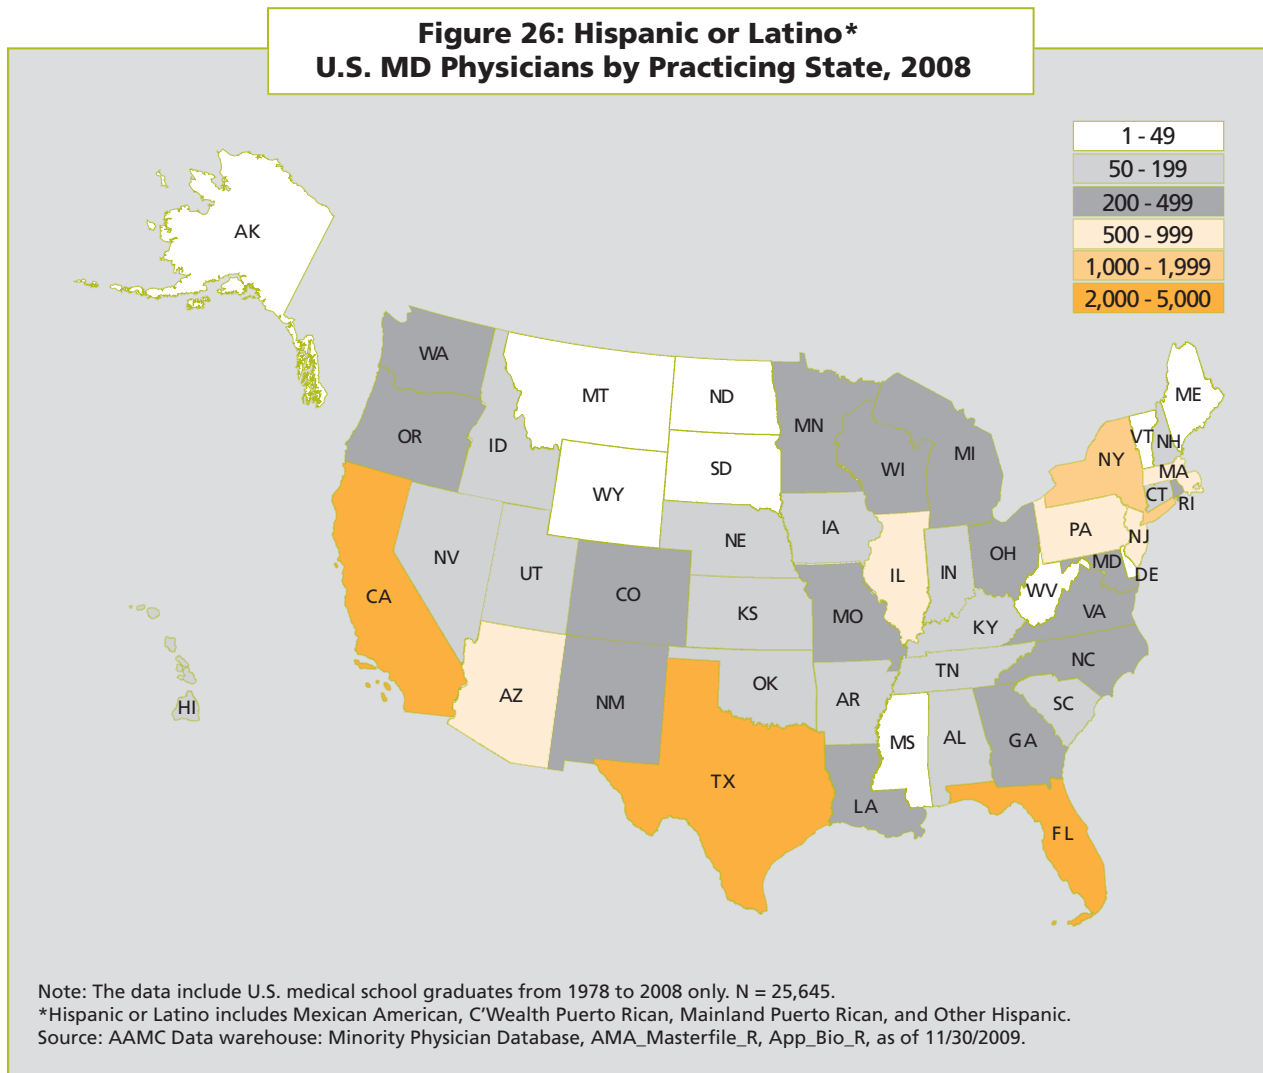 Figure 26: Hispanic or Latino*
U.S. MD Physicians by Practicing State, 2008
1 - 49
50 - 199
200 - 499
500 - 999
1,000 - 1,999
2,000 - 5,000
AK
WA
MT
ND
MN
ME
OR
ID
SD
WI
MI
NY
VT
NH
MA
WY
CT
RI
NV
UT
NE
IA
PA
NJ
CA
CO
KS
MO
IL
IN
OH
WV
MD
DE
VA
KY
HI
AZ
NM
OK
AR
TN
NC
SC
TX
LA
MS
AL
GA
FL
Note: The data include U.S. medical school graduates from 1978 to 2008 only. N = 25,645.
*Hispanic or Latino includes Mexican American, C'Wealth Puerto Rican, Mainland Puerto Rican, and Other Hispanic.
Source: AAMC Data warehouse: Minority Physician Database, AMA_Masterfile_R, App_Bio_R, as of 11/30/2009.